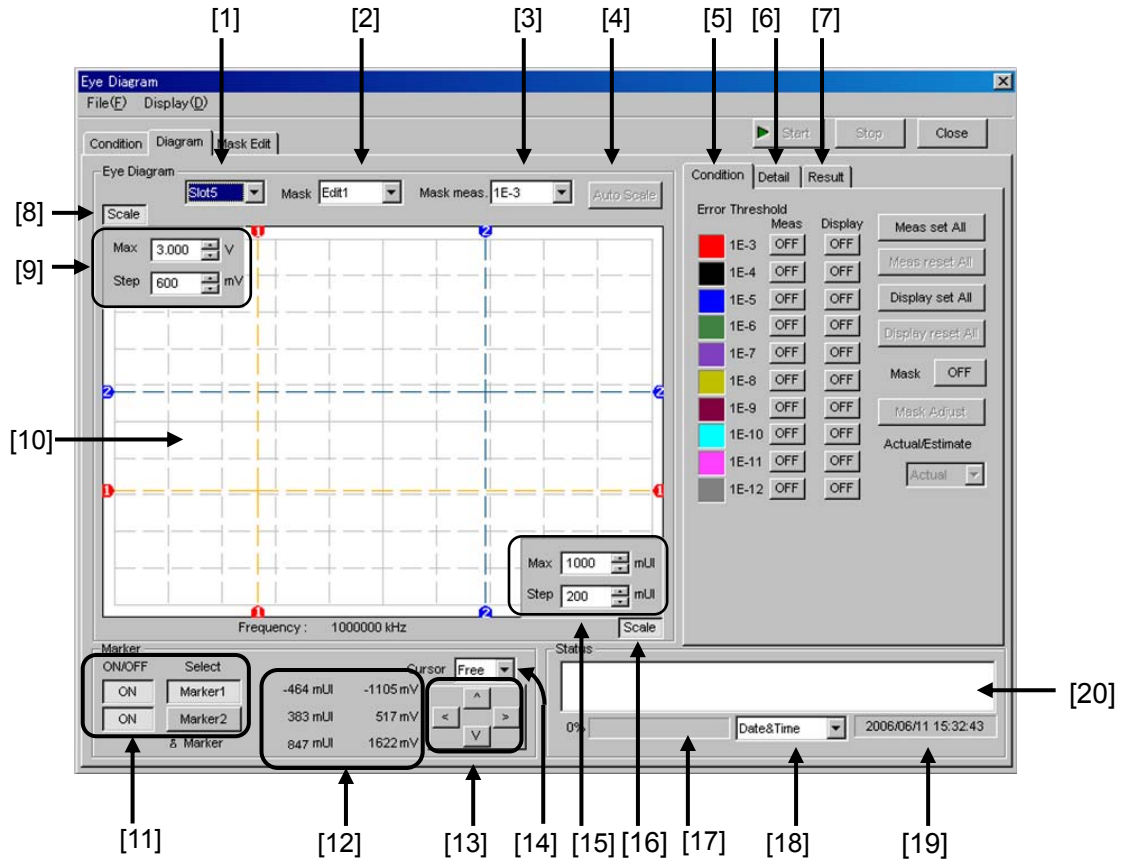 [1] [2] [3] [4] [5] [6] [7]
Eye Diagram
File(F) Display(D)
Start Stop Close
Condition Diagram Mask Edit
Eye Diagram
Slot5 Mask Edit1 Mask meas. 1E-3 Auto Scale
[8]
Scale
[9]
Max 3.000 V
Step 600 mV
1 2
2 2
[10]
1 1
Max 1000 mUI
Step 200 mUI
1 2
Frequency : 1000000 kHz Scale
Condition Detail Result
Error Threshold
Meas Display
1E-3 OFF OFF
1E-4 OFF OFF
1E-5 OFF OFF
1E-6 OFF OFF
1E-7 OFF OFF
1E-8 OFF OFF
1E-9 OFF OFF
1E-10 OFF OFF
1E-11 OFF OFF
1E-12 OFF OFF
Meas set All
Meas reset All
Display set All
Display reset All
Mask OFF
Mask Adjust
Actual/Estimate
Actual
Marker
ON/OFF Select
ON Marker1
ON Marker2
& Marker
-464 mUI -1105 mV
383 mUI 517 mV
847 mUI 1622 mV
Cursor Free
^
< >
V
Status
[20]
0% Date&Time 2006/06/11 15:32:43
[11] [12] [13] [14] [15] [16] [17] [18] [19]